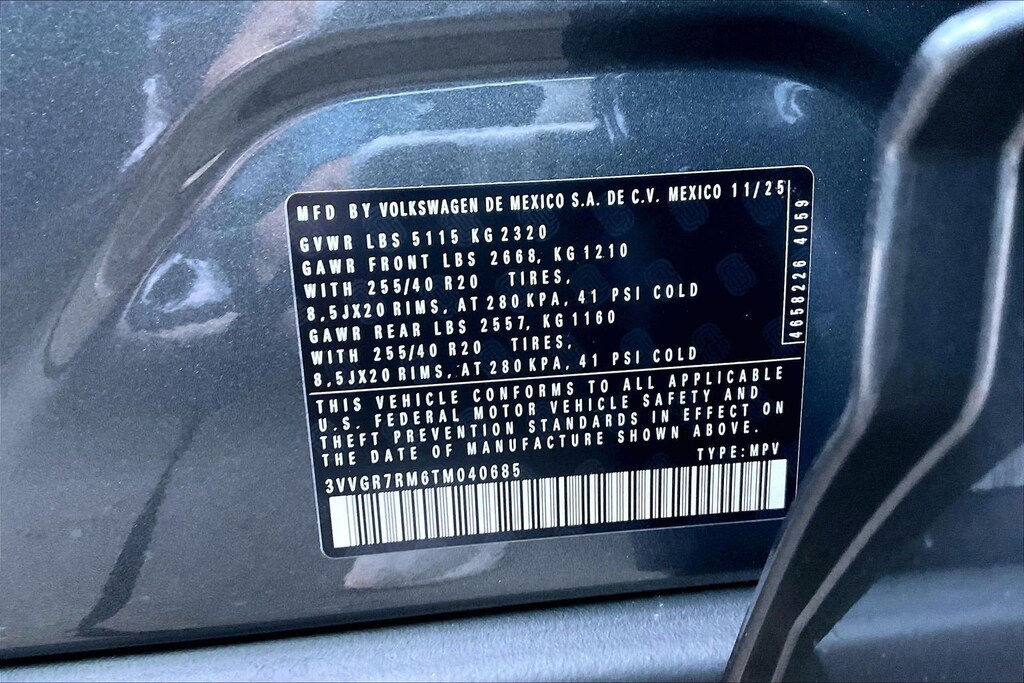 MFD BY VOLKSWAGEN DE MEXICO S.A. DE C.V. MEXICO 11/25
GVWR LBS 5115 KG 2320
GAWR FRONT LBS 2668, KG 1210
WITH 255/40 R20 TIRES,
8,5JX20 RIMS, AT 280 KPA, 41 PSI COLD
GAWR REAR LBS 2557, KG 1160
WITH 255/40 R20 TIRES,
8,5JX20 RIMS, AT 280 KPA, 41 PSI COLD
4658226 4059
THIS VEHICLE CONFORMS TO ALL APPLICABLE
U.S. FEDERAL MOTOR VEHICLE SAFETY AND
THEFT PREVENTION STANDARDS IN EFFECT ON
THE DATE OF MANUFACTURE SHOWN ABOVE.
TYPE:MPV
3VVGR7RM6TM040685